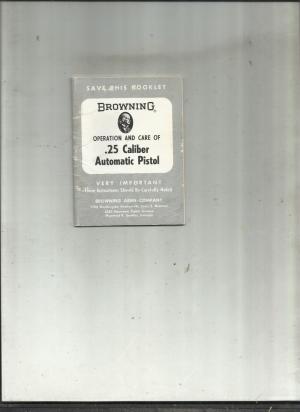 SAVE THIS BOOKLET
BROWNING
OPERATION AND CARE OF
.25 Caliber
Automatic Pistol
VERY IMPORTANT
These Instructions Should Be Carefully Noted
BROWNING ARMS COMPANY